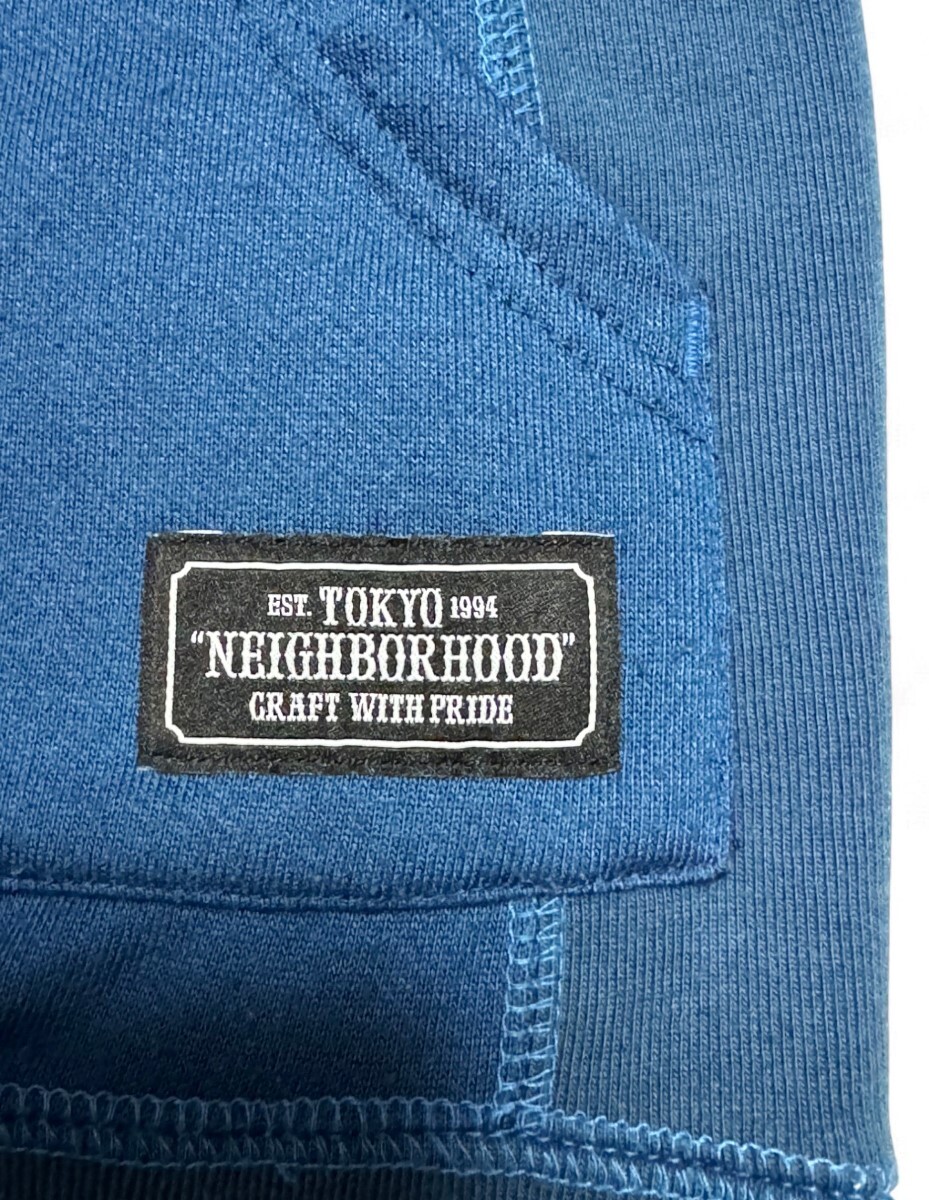 EST. TOKYO 1994
“NEIGHBORHOOD”
CRAFT WITH PRIDE